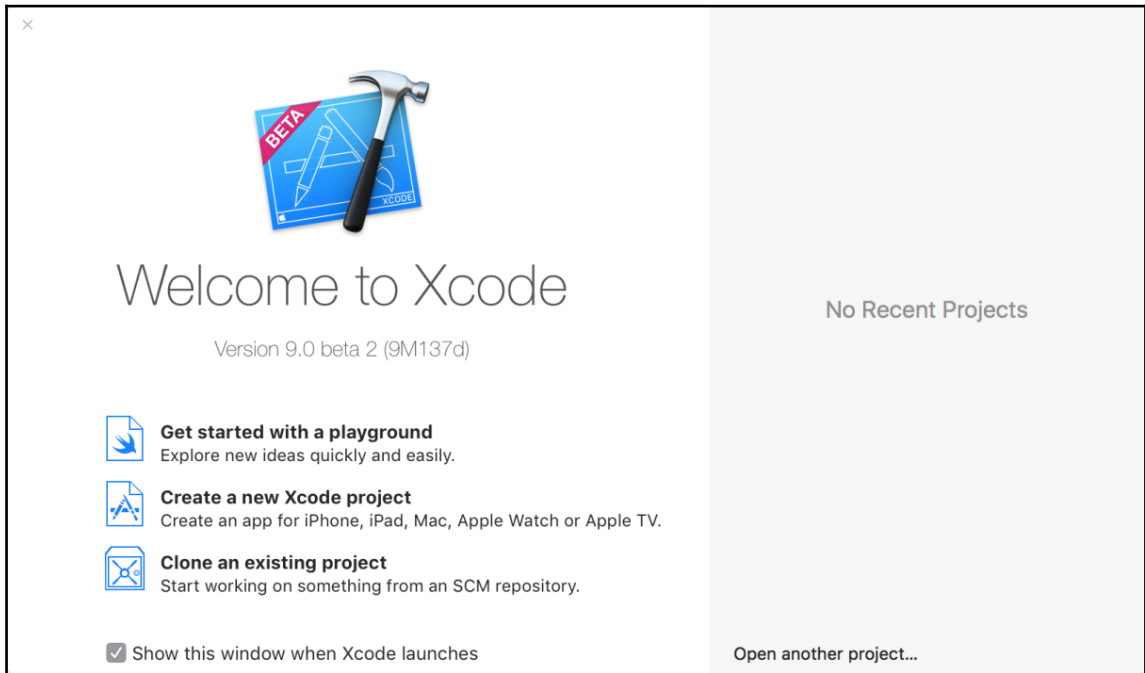 BETA
XCODE
Welcome to Xcode
Version 9.0 beta 2 (9M137d)
Get started with a playground
Explore new ideas quickly and easily.
Create a new Xcode project
Create an app for iPhone, iPad, Mac, Apple Watch or Apple TV.
Clone an existing project
Start working on something from an SCM repository.
Show this window when Xcode launches
No Recent Projects
Open another project...